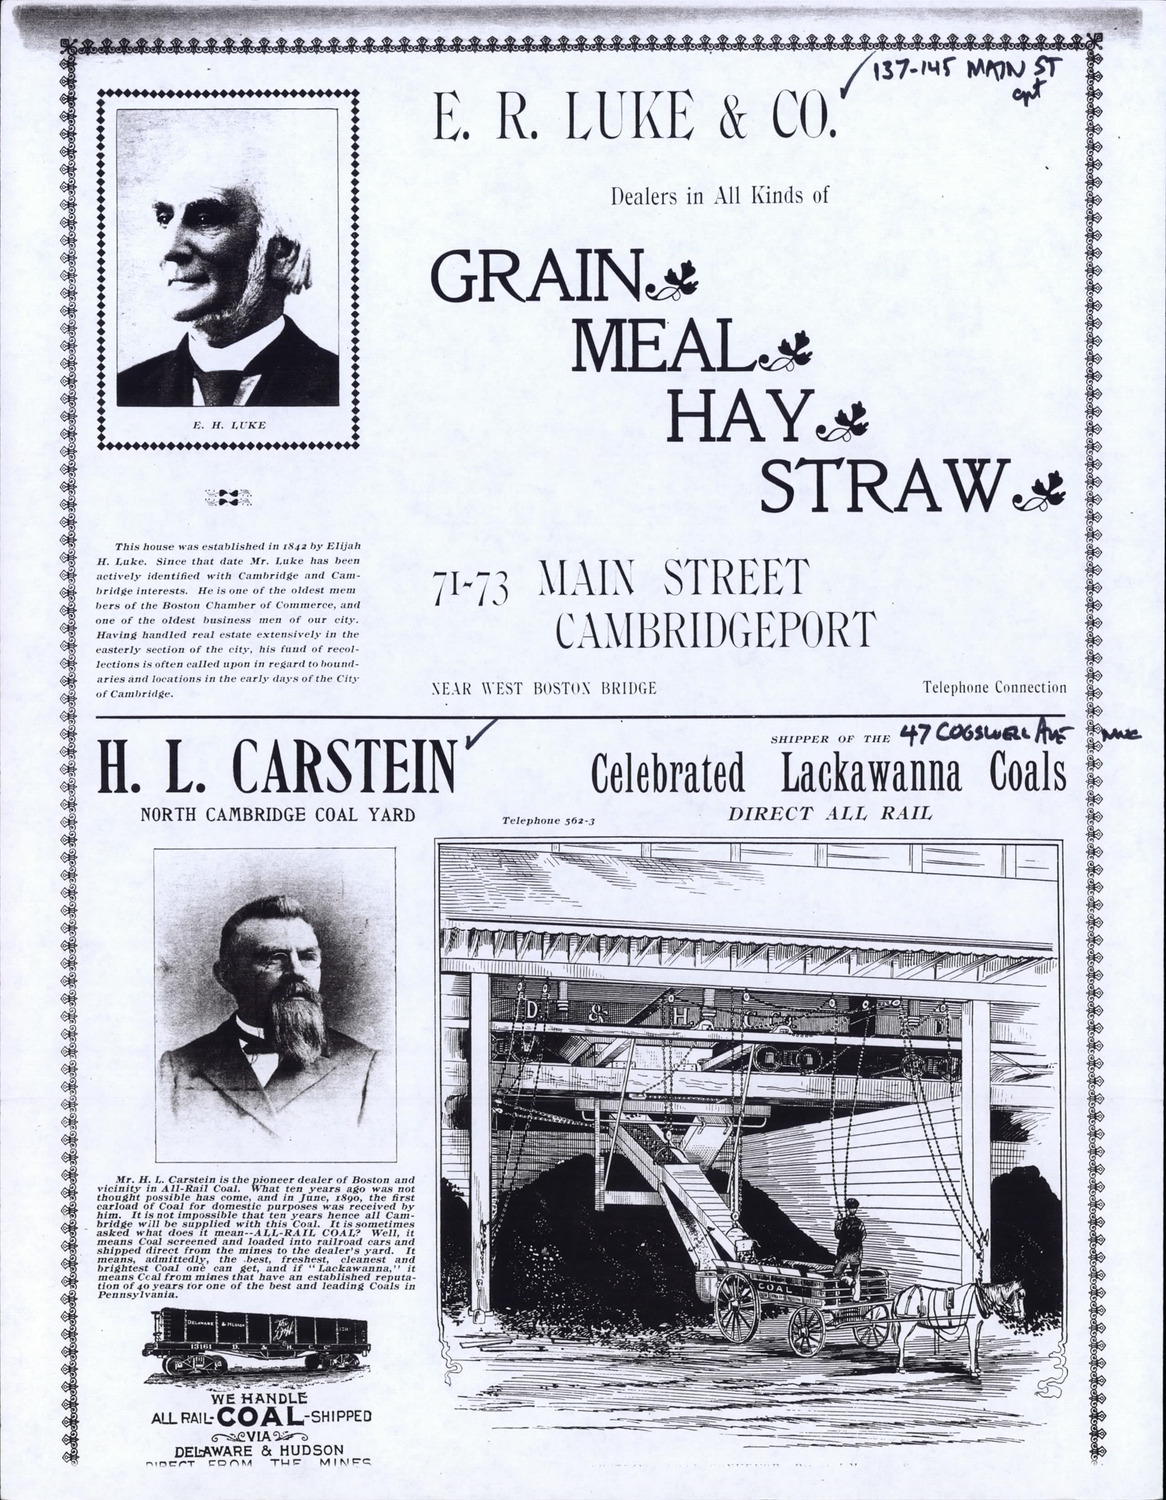 137-145 MAIN ST
cpt
E. R. LUKE & CO.
Dealers in All Kinds of
GRAIN
MEAL
HAY
STRAW
E. H. LUKE
This house was established in 1842 by Elijah
H. Luke. Since that date Mr. Luke has been
actively identified with Cambridge and Cam-
bridge interests. He is one of the oldest mem
bers of the Boston Chamber of Commerce, and
one of the oldest business men of our city.
Having handled real estate extensively in the
easterly section of the city, his fund of recol-
lections is often called upon in regard to bound-
aries and locations in the early days of the City
of Cambridge.
71-73 MAIN STREET
CAMBRIDGEPORT
NEAR WEST BOSTON BRIDGE
Telephone Connection
H. L. CARSTEIN
NORTH CAMBRIDGE COAL YARD
SHIPPER OF THE 47 COGSWELL AVE
Celebrated Lackawanna Coals
Telephone 562-3
DIRECT ALL RAIL
Mr. H. L. Carstein is the pioneer dealer of Boston and
vicinity in All-Rail Coal. What ten years ago was not
thought possible has come, and in June, 1890, the first
carload of Coal for domestic purposes was received by
him. It is not impossible that ten years hence all Cam-
bridge will be supplied with this Coal. It is sometimes
asked what does it mean--ALL-RAIL COAL? Well, it
means Coal screened and loaded into railroad cars and
shipped direct from the mines to the dealer's yard. It
means, admittedly, the best, freshest, cleanest and
brightest Coal one can get, and if "Lackawanna," it
means Coal from mines that have an established reputa-
tion of 40 years for one of the best and leading Coals in
Pennsylvania.
D & H C
COAL
DELAWARE & HUDSON
13161
WE HANDLE
ALL RAIL-COAL-SHIPPED
VIA
DELAWARE & HUDSON
DIRECT FROM THE MINES